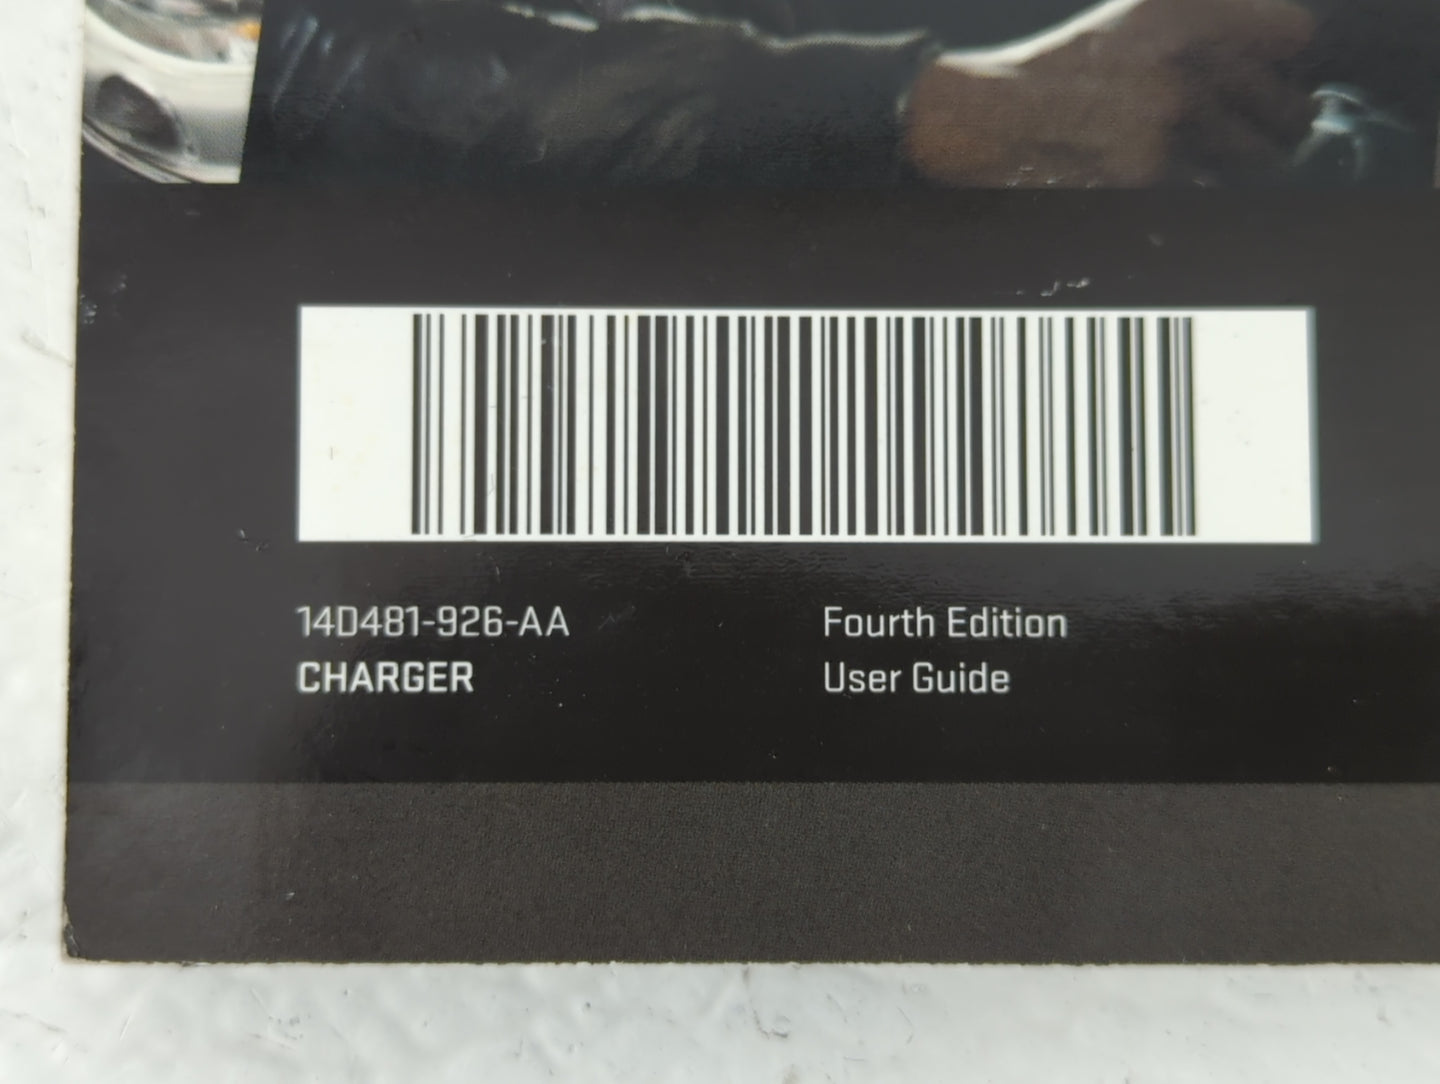 14D481-926-AA
CHARGER
Fourth Edition
User Guide